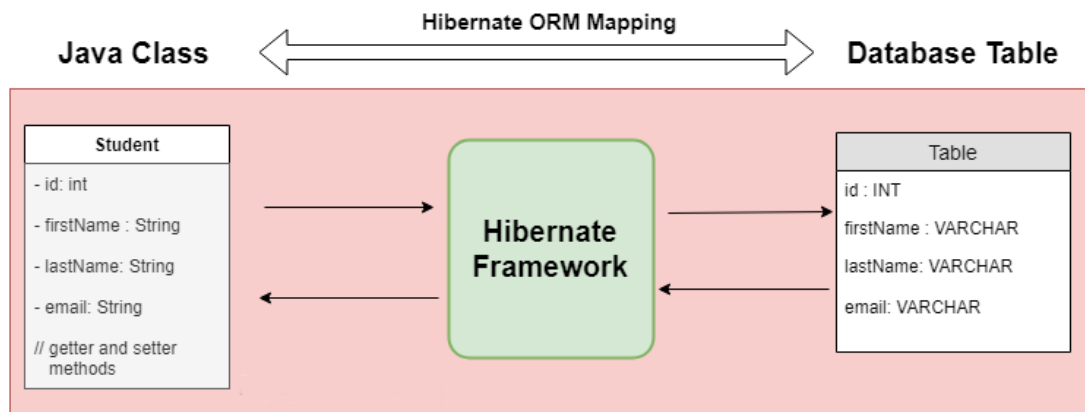 Hibernate ORM Mapping
Java Class
Database Table
Student
- id: int
- firstName : String
- lastName: String
- email: String
// getter and setter
methods
Hibernate
Framework
Table
id : INT
firstName : VARCHAR
lastName: VARCHAR
email: VARCHAR